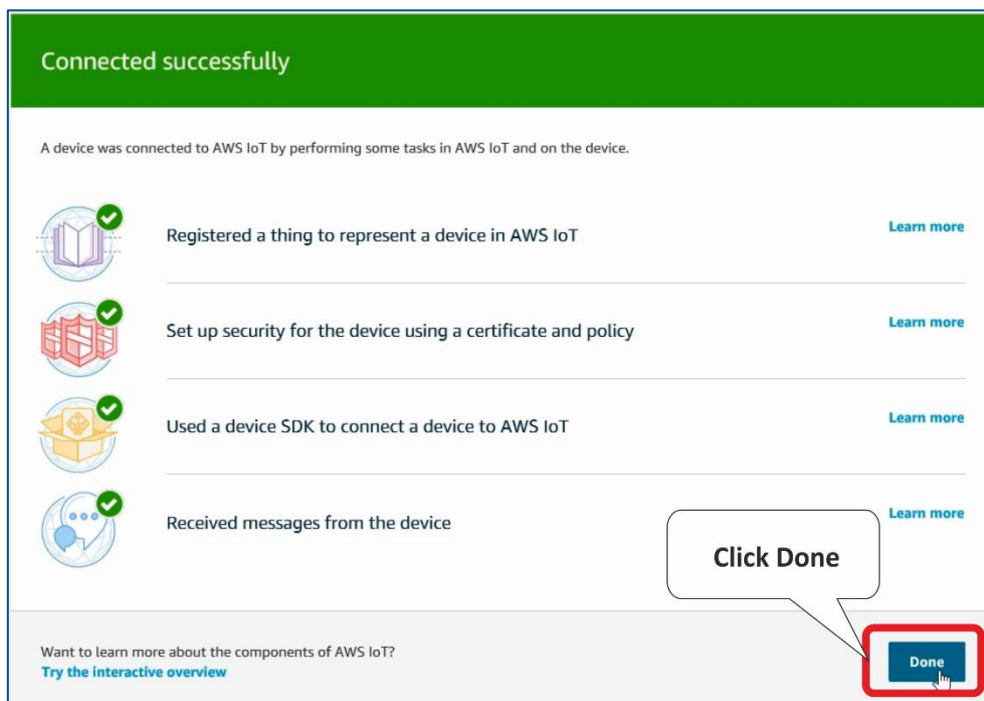 Connected successfully
A device was connected to AWS IoT by performing some tasks in AWS IoT and on the device.
Registered a thing to represent a device in AWS IoT
Learn more
Set up security for the device using a certificate and policy
Learn more
Used a device SDK to connect a device to AWS IoT
Learn more
Received messages from the device
Learn more
Click Done
Want to learn more about the components of AWS IoT?
Try the interactive overview
Done